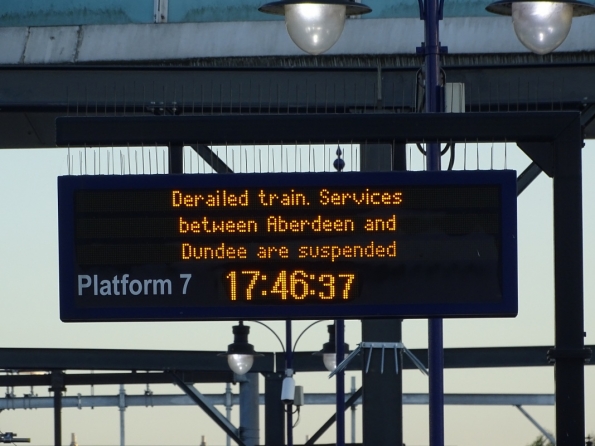 Derailed train. Services
between Aberdeen and
Dundee are suspended
Platform 7
17:46:37